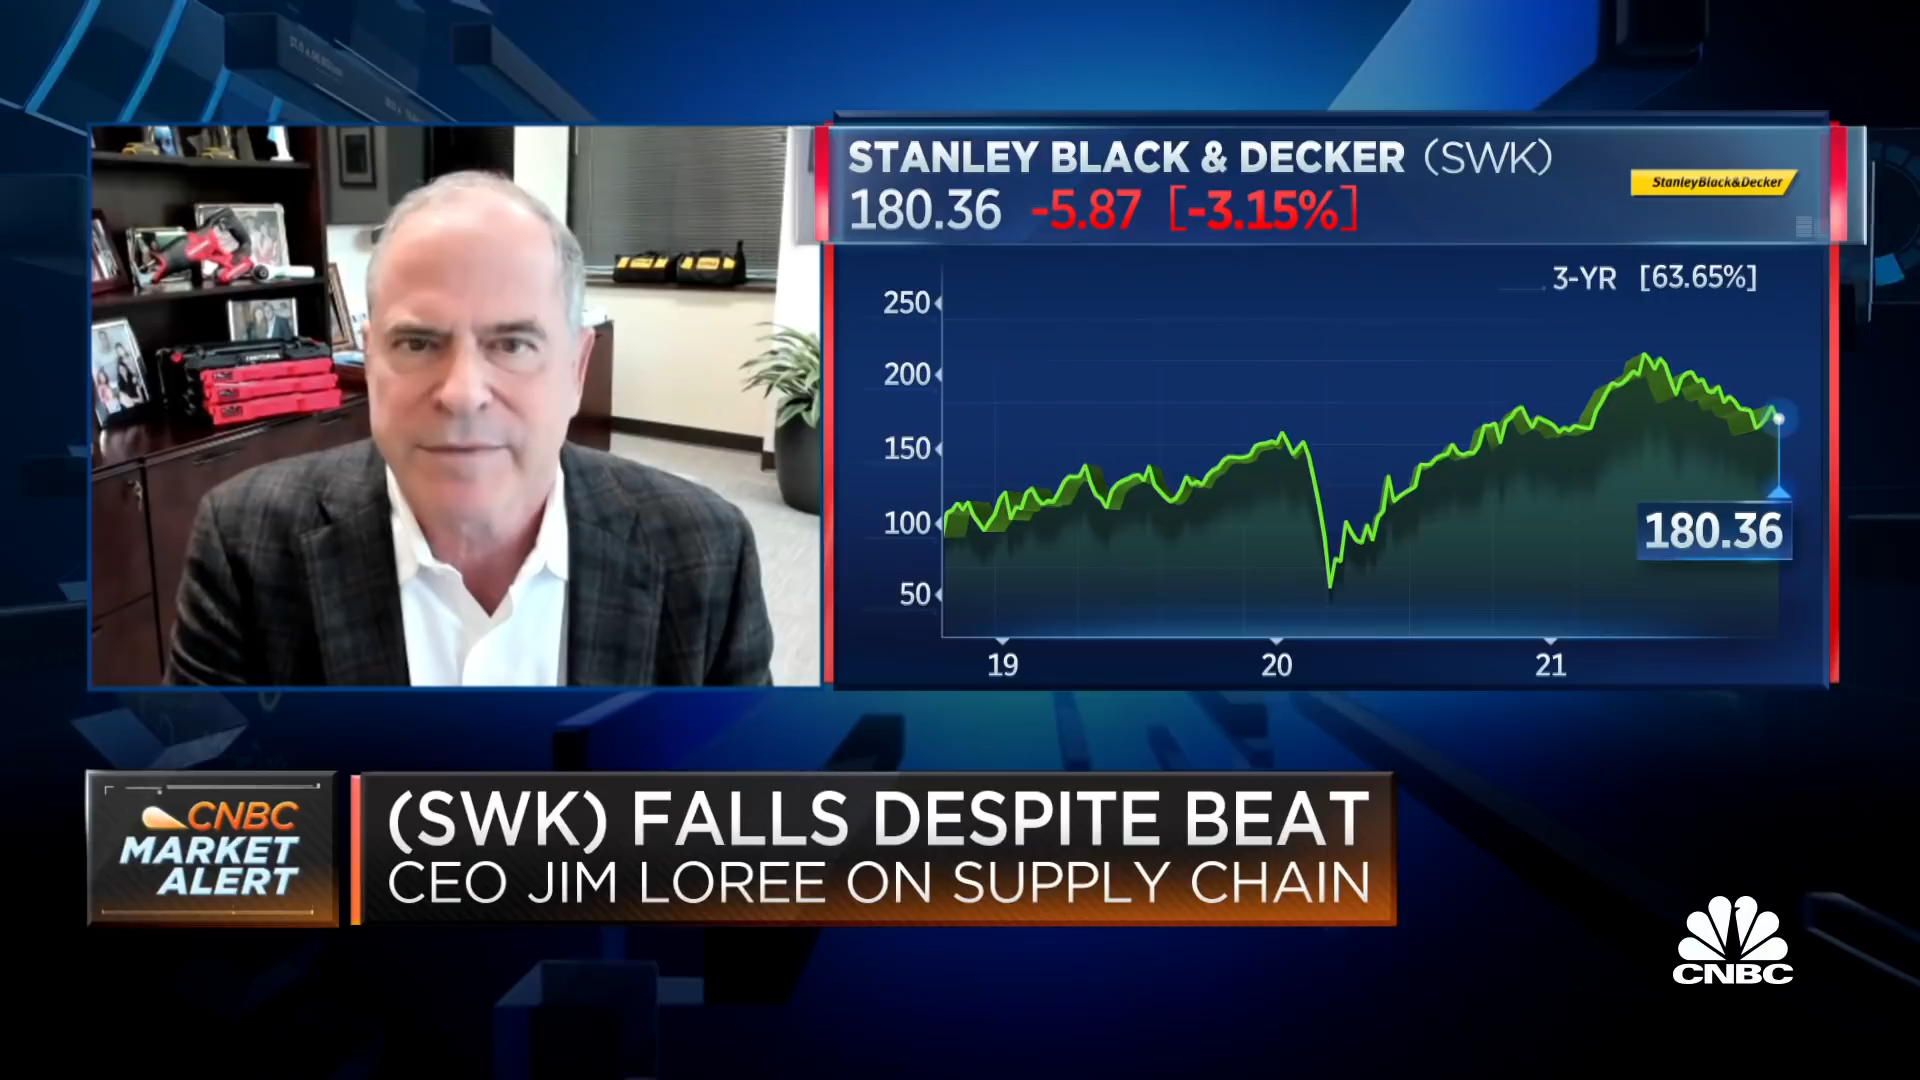 STANLEY BLACK & DECKER (SWK)
180.36 -5.87 [-3.15%]
StanleyBlack&Decker
3-YR [63.65%]
250
200
150
100
50
180.36
19
20
21
CNBC
MARKET
ALERT
(SWK) FALLS DESPITE BEAT
CEO JIM LOREE ON SUPPLY CHAIN
CNBC